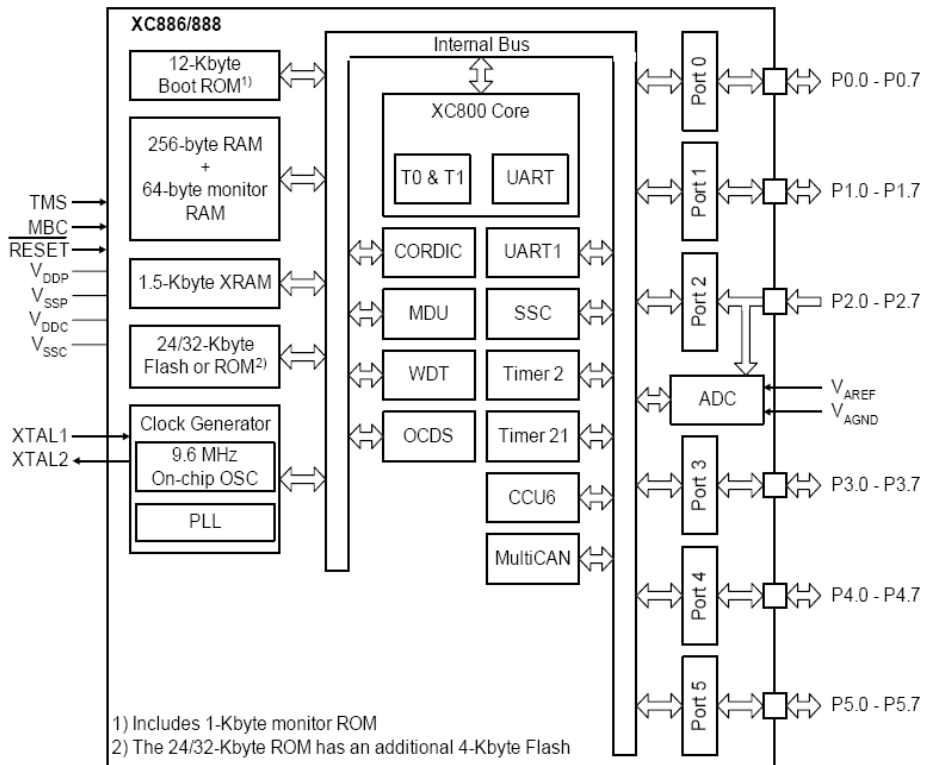 XC886/888
Internal Bus
12-Kbyte
Boot ROM1)
256-byte RAM
+
64-byte monitor
RAM
1.5-Kbyte XRAM
24/32-Kbyte
Flash or ROM2)
Clock Generator
9.6 MHz
On-chip OSC
PLL
TMS
MBC
RESET
VDDP
VSSP
VDDC
VSSC
XTAL1
XTAL2
XC800 Core
T0 & T1
UART
CORDIC
UART1
MDU
SSC
WDT
Timer 2
OCDS
Timer 21
CCU6
MultiCAN
Port 0
P0.0 - P0.7
Port 1
P1.0 - P1.7
Port 2
P2.0 - P2.7
ADC
VAREF
VAGND
Port 3
P3.0 - P3.7
Port 4
P4.0 - P4.7
Port 5
P5.0 - P5.7
1) Includes 1-Kbyte monitor ROM
2) The 24/32-Kbyte ROM has an additional 4-Kbyte Flash